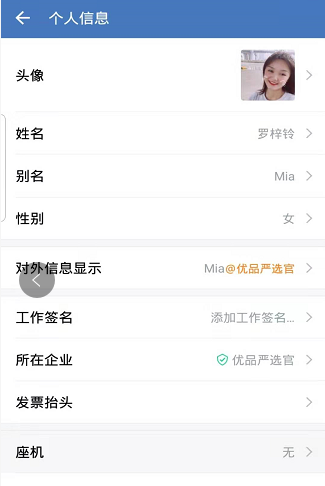 个人信息
头像
姓名 罗梓铃
别名 Mia
性别 女
对外信息显示 Mia@优品严选官
工作签名 添加工作签名...
所在企业 优品严选官
发票抬头
座机 无